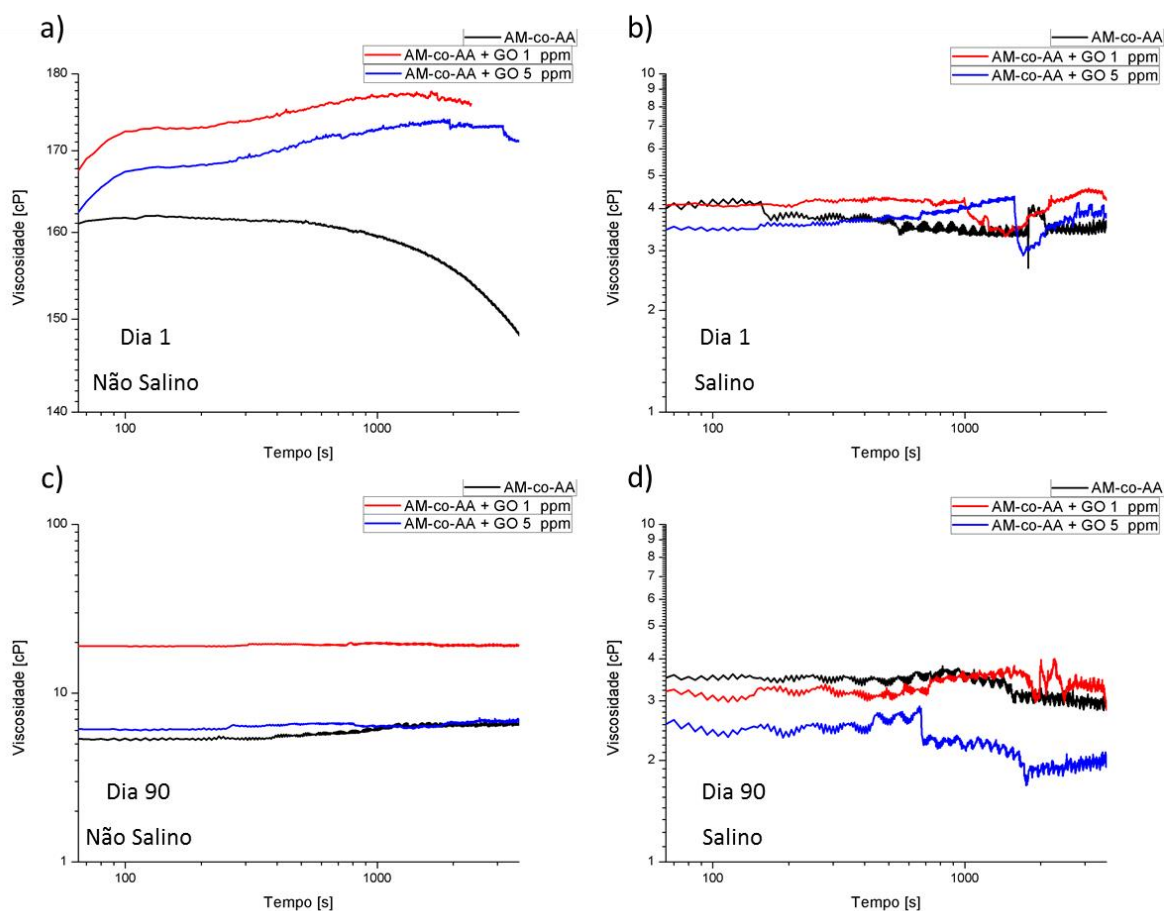 a)
AM-co-AA
AM-co-AA + GO 1 ppm
AM-co-AA + GO 5 ppm
180
170
160
150
140
Viscosidade [cP]
Dia 1
Não Salino
100
1000
Tempo [s]
b)
AM-co-AA
AM-co-AA + GO 1 ppm
AM-co-AA + GO 5 ppm
10
9
8
7
6
5
4
3
2
1
Viscosidade [cP]
Dia 1
Salino
100
1000
Tempo [s]
c)
AM-co-AA
AM-co-AA + GO 1 ppm
AM-co-AA + GO 5 ppm
100
10
1
Viscosidade [cP]
Dia 90
Não Salino
100
1000
Tempo [s]
d)
AM-co-AA
AM-co-AA + GO 1 ppm
AM-co-AA + GO 5 ppm
10
9
8
7
6
5
4
3
2
1
Viscosidade [cP]
Dia 90
Salino
100
1000
Tempo [s]